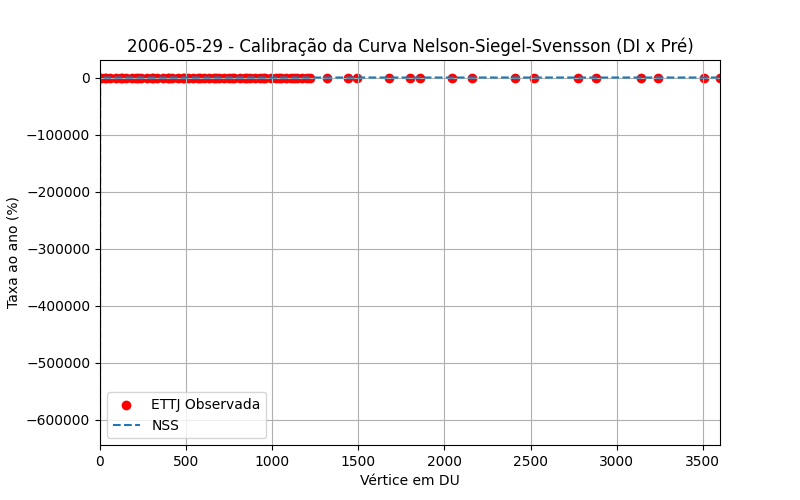 2006-05-29 - Calibração da Curva Nelson-Siegel-Svensson (DI x Pré)
Taxa ao ano (%)
0
−100000
−200000
−300000
−400000
−500000
−600000
ETTJ Observada
NSS
0 500 1000 1500 2000 2500 3000 3500
Vértice em DU